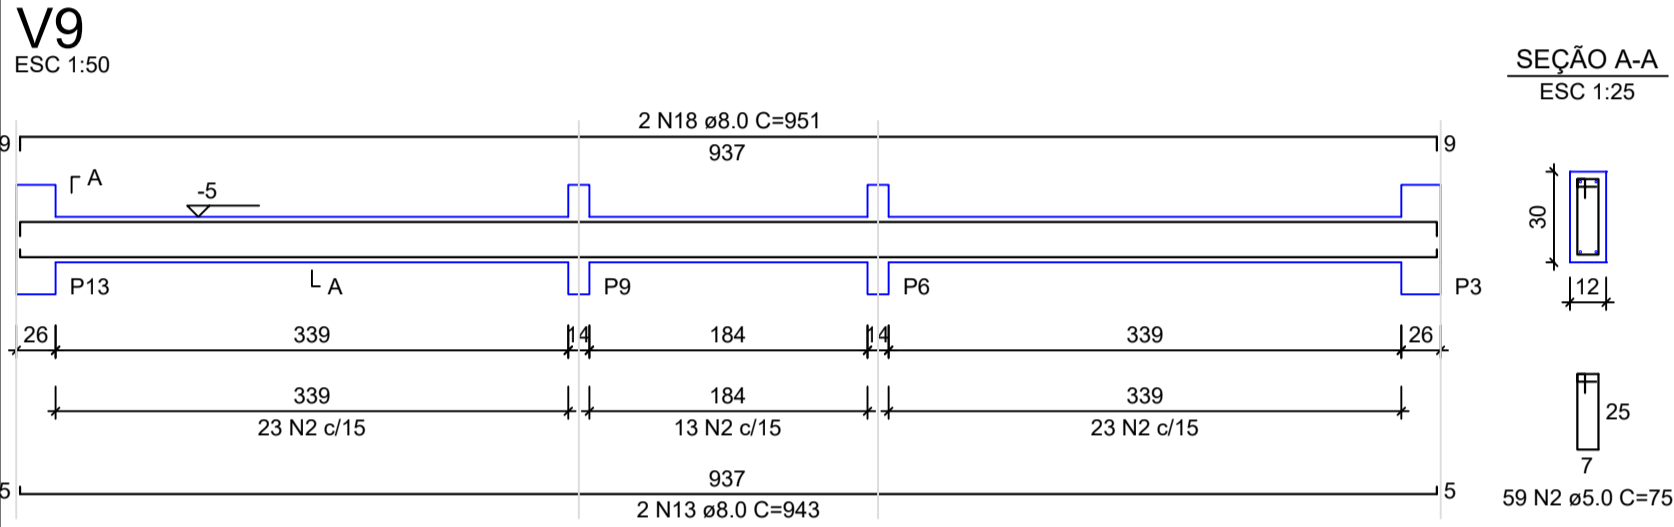 V9
ESC 1:50
SEÇÃO A-A
ESC 1:25
2 N18 ø8.0 C=951
9
937
9
A
-5
30
12
P13
A
P9
P6
P3
26 339 14 184 14 339 26
339 184 339
23 N2 c/15 13 N2 c/15 23 N2 c/15
25
7
59 N2 ø5.0 C=75
5
937
5
2 N13 ø8.0 C=943